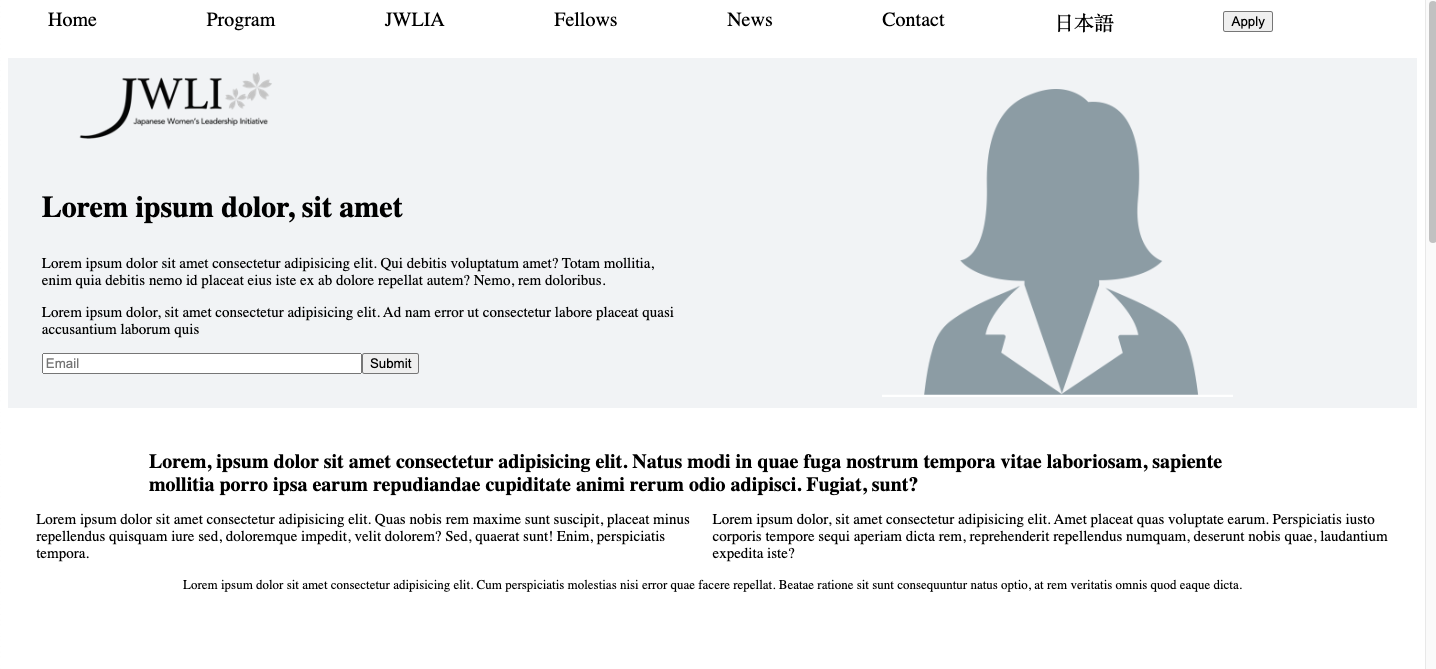 Home Program JWLIA Fellows News Contact 日本語 Apply
JWLI
Japanese Women's Leadership Initiative
Lorem ipsum dolor, sit amet
Lorem ipsum dolor sit amet consectetur adipisicing elit. Qui debitis voluptatum amet? Totam mollitia,
enim quia debitis nemo id placeat eius iste ex ab dolore repellat autem? Nemo, rem doloribus.
Lorem ipsum dolor, sit amet consectetur adipisicing elit. Ad nam error ut consectetur labore placeat quasi
accusantium laborum quis
Email Submit
Lorem, ipsum dolor sit amet consectetur adipisicing elit. Natus modi in quae fuga nostrum tempora vitae laboriosam, sapiente
mollitia porro ipsa earum repudiandae cupiditate animi rerum odio adipisci. Fugiat, sunt?
Lorem ipsum dolor sit amet consectetur adipisicing elit. Quas nobis rem maxime sunt suscipit, placeat minus
repellendus quisquam iure sed, doloremque impedit, velit dolorem? Sed, quaerat sunt! Enim, perspiciatis
tempora.
Lorem ipsum dolor, sit amet consectetur adipisicing elit. Amet placeat quas voluptate earum. Perspiciatis iusto
corporis tempore sequi aperiam dicta rem, reprehenderit repellendus numquam, deserunt nobis quae, laudantium
expedita iste?
Lorem ipsum dolor sit amet consectetur adipisicing elit. Cum perspiciatis molestias nisi error quae facere repellat. Beatae ratione sit sunt consequuntur natus optio, at rem veritatis omnis quod eaque dicta.